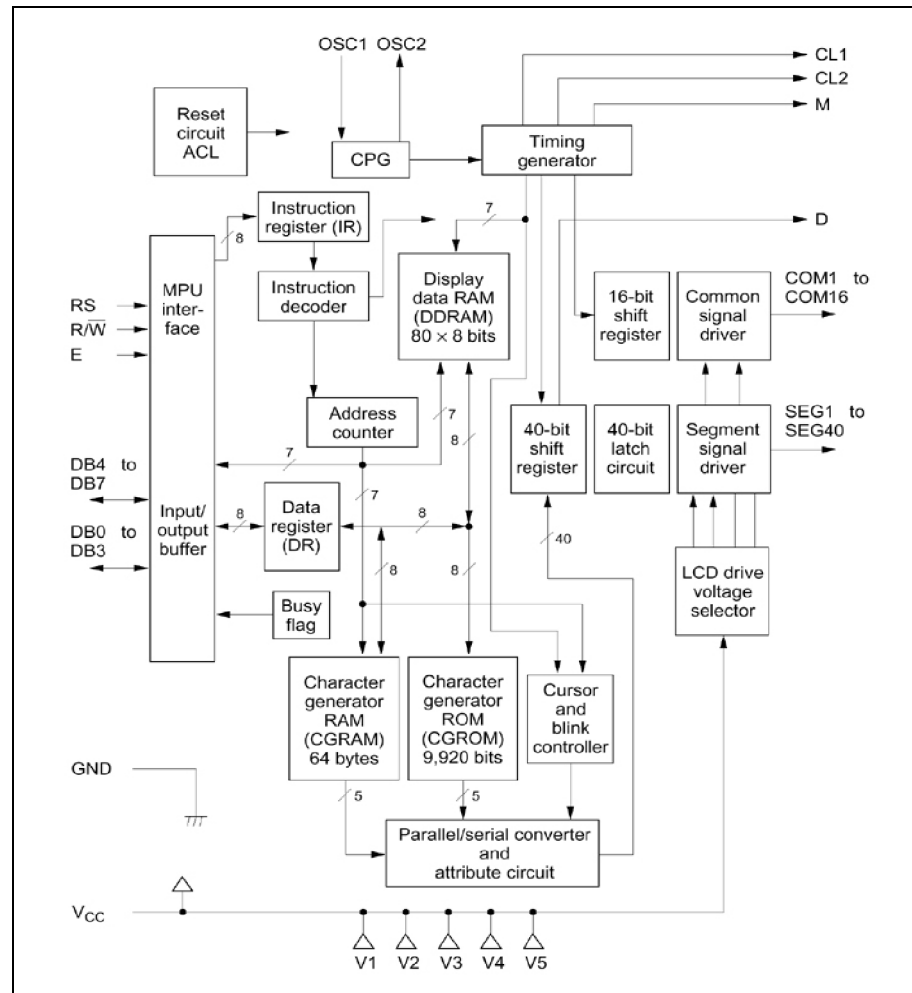 OSC1 OSC2
CL1
CL2
M
Reset
circuit
ACL
CPG
Timing
generator
7
D
8
Instruction
register (IR)
MPU
inter-
face
Instruction
decoder
Display
data RAM
(DDRAM)
80 × 8 bits
16-bit
shift
register
Common
signal
driver
COM1 to
COM16
RS
R/W̅
E
Address
counter
7
8
40-bit
shift
register
40-bit
latch
circuit
Segment
signal
driver
SEG1 to
SEG40
7
7
DB4 to
DB7
DB0 to
DB3
Input/
output
buffer
8
Data
register
(DR)
8
8
8
40
LCD drive
voltage
selector
Busy
flag
Character
generator
RAM
(CGRAM)
64 bytes
Character
generator
ROM
(CGROM)
9,920 bits
Cursor
and
blink
controller
GND
5
5
Parallel/serial converter
and
attribute circuit
VCC
V1 V2 V3 V4 V5